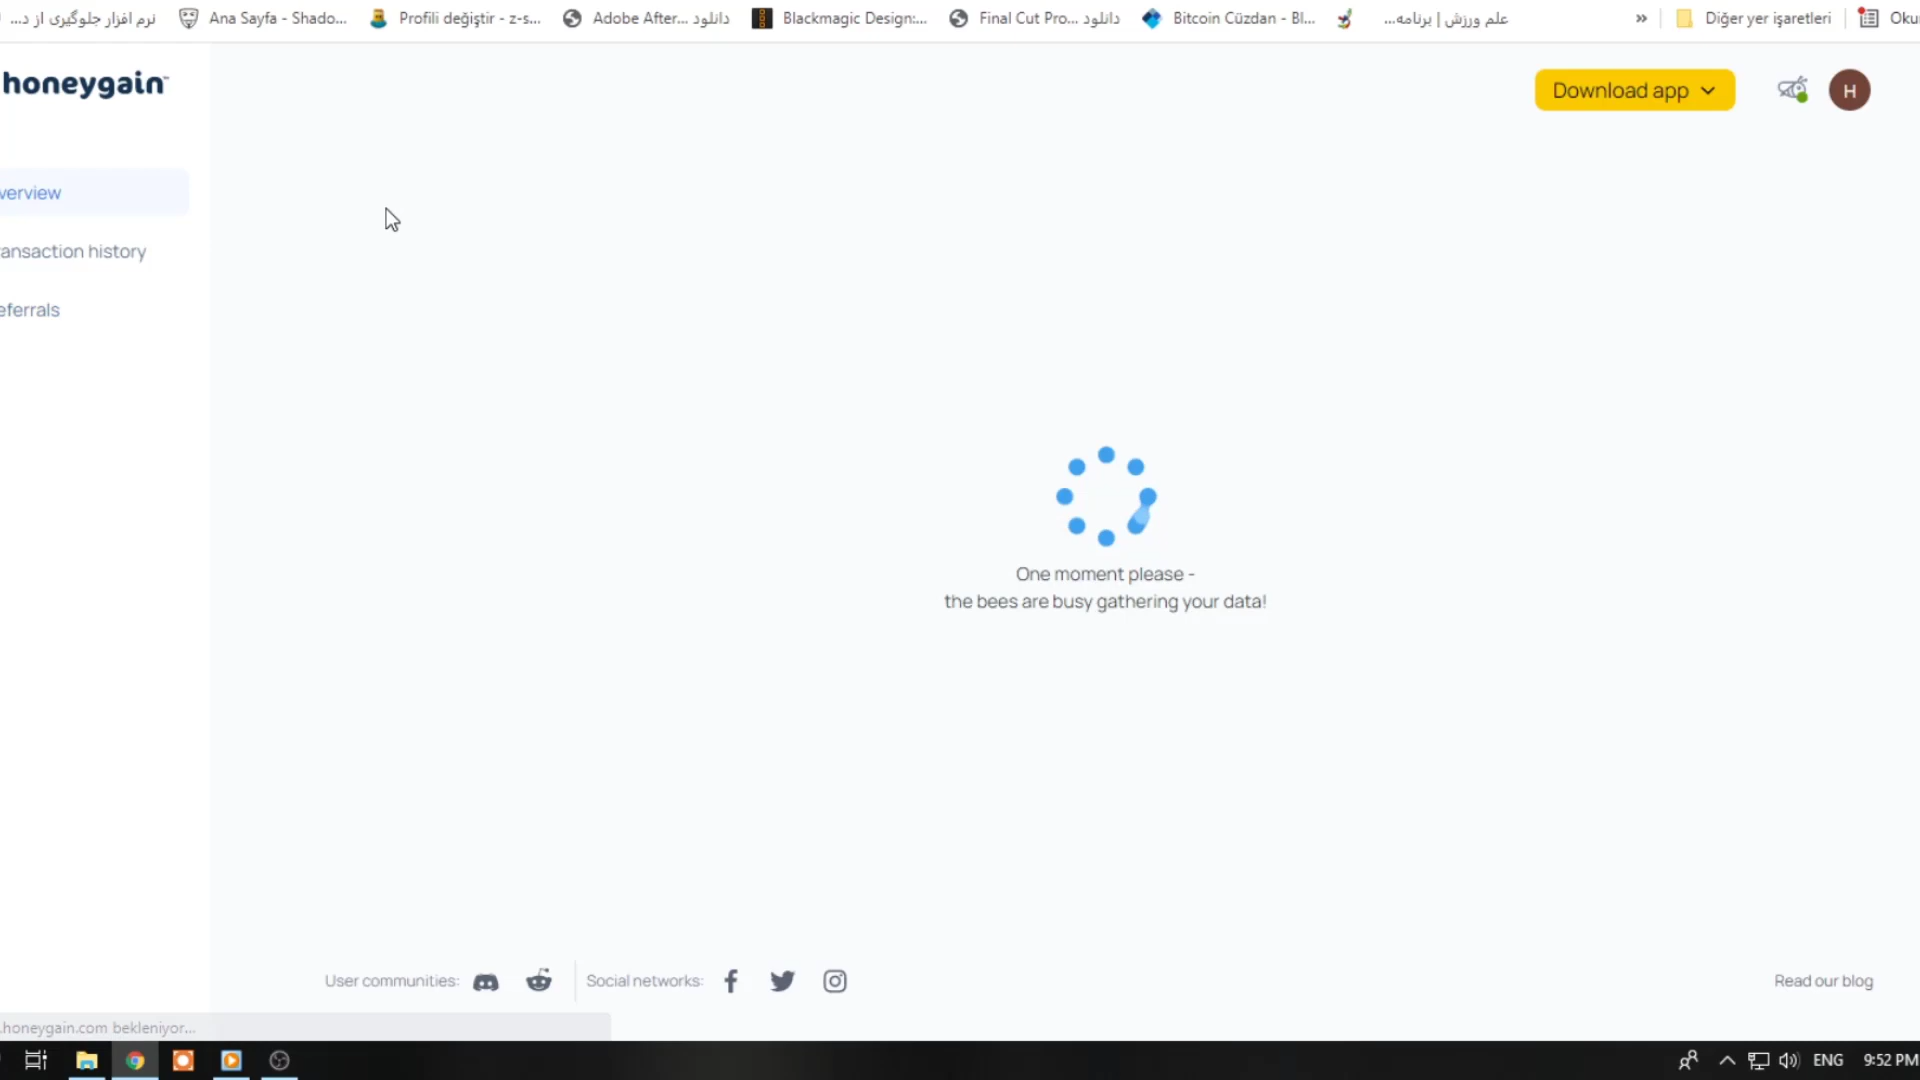 نرم افزار جلوگیری از د...
Ana Sayfa - Shado...
Profili değiştir - z-s...
دانلود Adobe After...
Blackmagic Design:...
دانلود Final Cut Pro...
Bitcoin Cüzdan - Bl...
علم ورزش | برنامه...
»
Diğer yer işaretleri
Oku
honeygain™
Download app
H
verview
ransaction history
eferrals
One moment please -
the bees are busy gathering your data!
User communities:
Social networks:
Read our blog
.honeygain.com bekleniyor...
ENG
9:52 PM